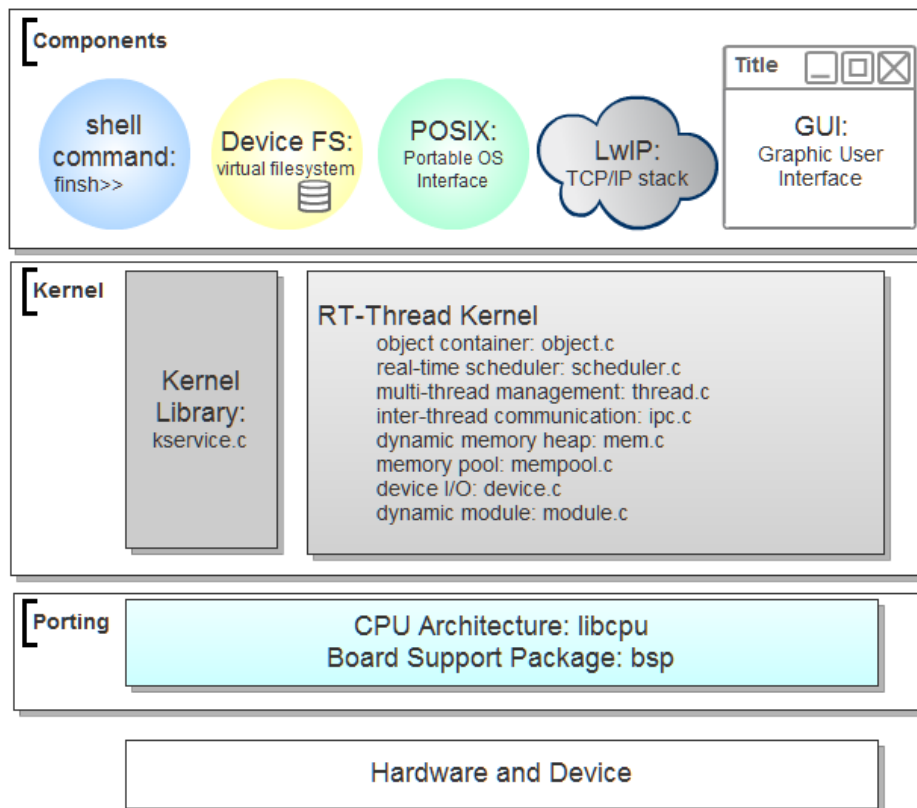 Components
shell
command:
finsh>>
Device FS:
virtual filesystem
POSIX:
Portable OS
Interface
LwIP:
TCP/IP stack
Title
GUI:
Graphic User
Interface
Kernel
Kernel
Library:
kservice.c
RT-Thread Kernel
object container: object.c
real-time scheduler: scheduler.c
multi-thread management: thread.c
inter-thread communication: ipc.c
dynamic memory heap: mem.c
memory pool: mempool.c
device I/O: device.c
dynamic module: module.c
Porting
CPU Architecture: libcpu
Board Support Package: bsp
Hardware and Device